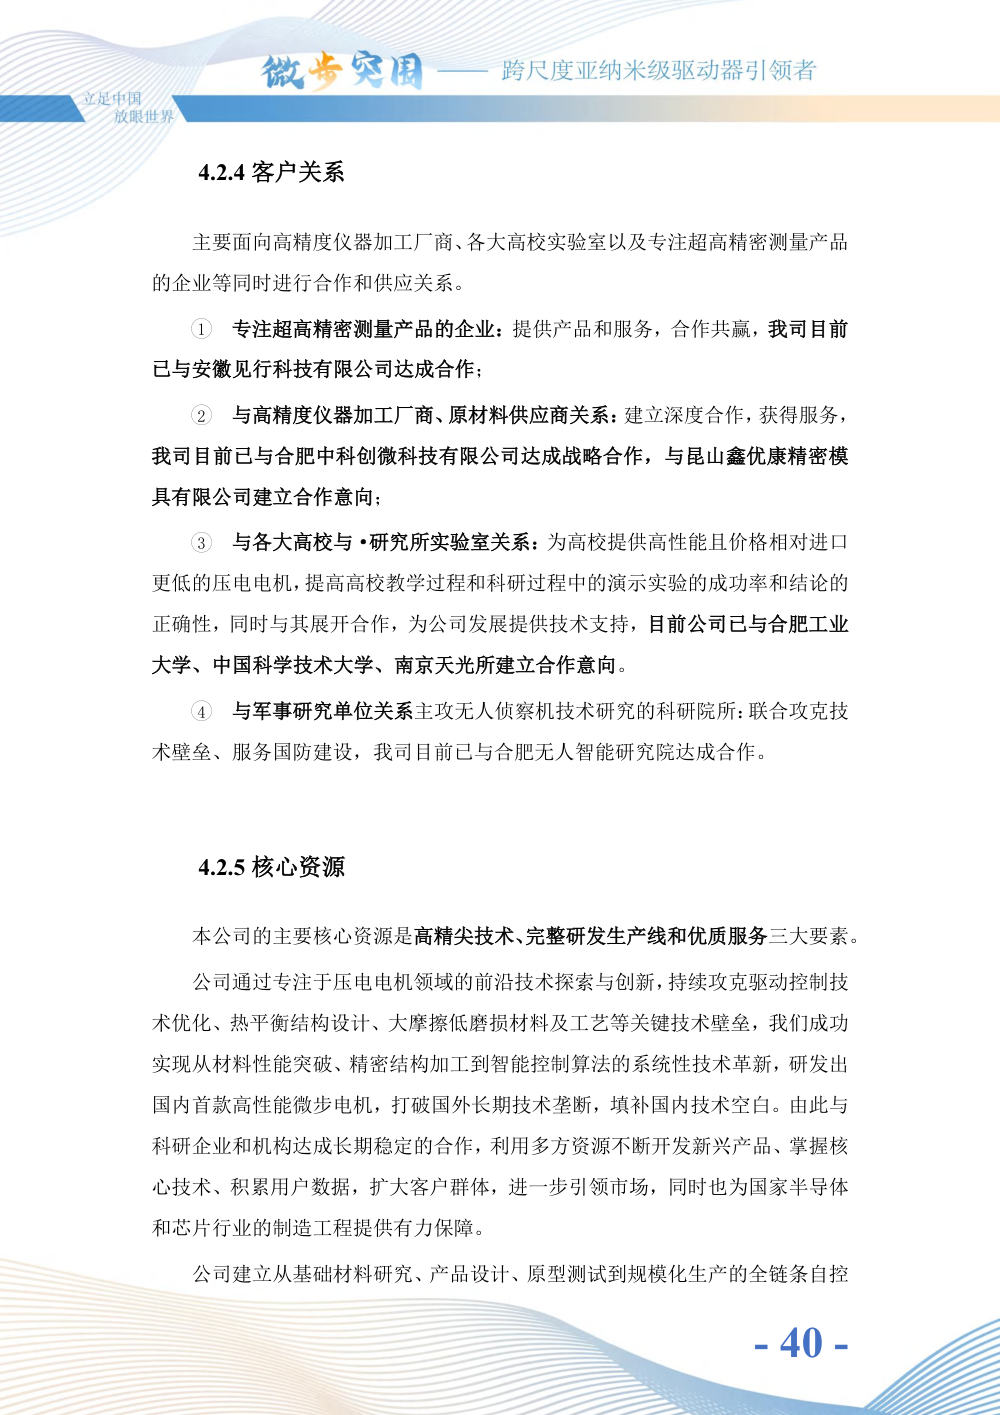 微步突围 —— 跨尺度亚纳米级驱动器引领者
立足中国
放眼世界
4.2.4 客户关系
主要面向高精度仪器加工厂商、各大高校实验室以及专注超高精密测量产品
的企业等同时进行合作和供应关系。
① 专注超高精密测量产品的企业：提供产品和服务，合作共赢，我司目前
已与安徽见行科技有限公司达成合作；
② 与高精度仪器加工厂商、原材料供应商关系：建立深度合作，获得服务，
我司目前已与合肥中科创微科技有限公司达成战略合作，与昆山鑫优康精密模
具有限公司建立合作意向；
③ 与各大高校与·研究所实验室关系：为高校提供高性能且价格相对进口
更低的压电电机，提高高校教学过程和科研过程中的演示实验的成功率和结论的
正确性，同时与其展开合作，为公司发展提供技术支持，目前公司已与合肥工业
大学、中国科学技术大学、南京天光所建立合作意向。
④ 与军事研究单位关系主攻无人侦察机技术研究的科研院所：联合攻克技
术壁垒、服务国防建设，我司目前已与合肥无人智能研究院达成合作。
4.2.5 核心资源
本公司的主要核心资源是高精尖技术、完整研发生产线和优质服务三大要素。
公司通过专注于压电电机领域的前沿技术探索与创新，持续攻克驱动控制技
术优化、热平衡结构设计、大摩擦低磨损材料及工艺等关键技术壁垒，我们成功
实现从材料性能突破、精密结构加工到智能控制算法的系统性技术革新，研发出
国内首款高性能微步电机，打破国外长期技术垄断，填补国内技术空白。由此与
科研企业和机构达成长期稳定的合作，利用多方资源不断开发新兴产品、掌握核
心技术、积累用户数据，扩大客户群体，进一步引领市场，同时也为国家半导体
和芯片行业的制造工程提供有力保障。
公司建立从基础材料研究、产品设计、原型测试到规模化生产的全链条自控
- 40 -